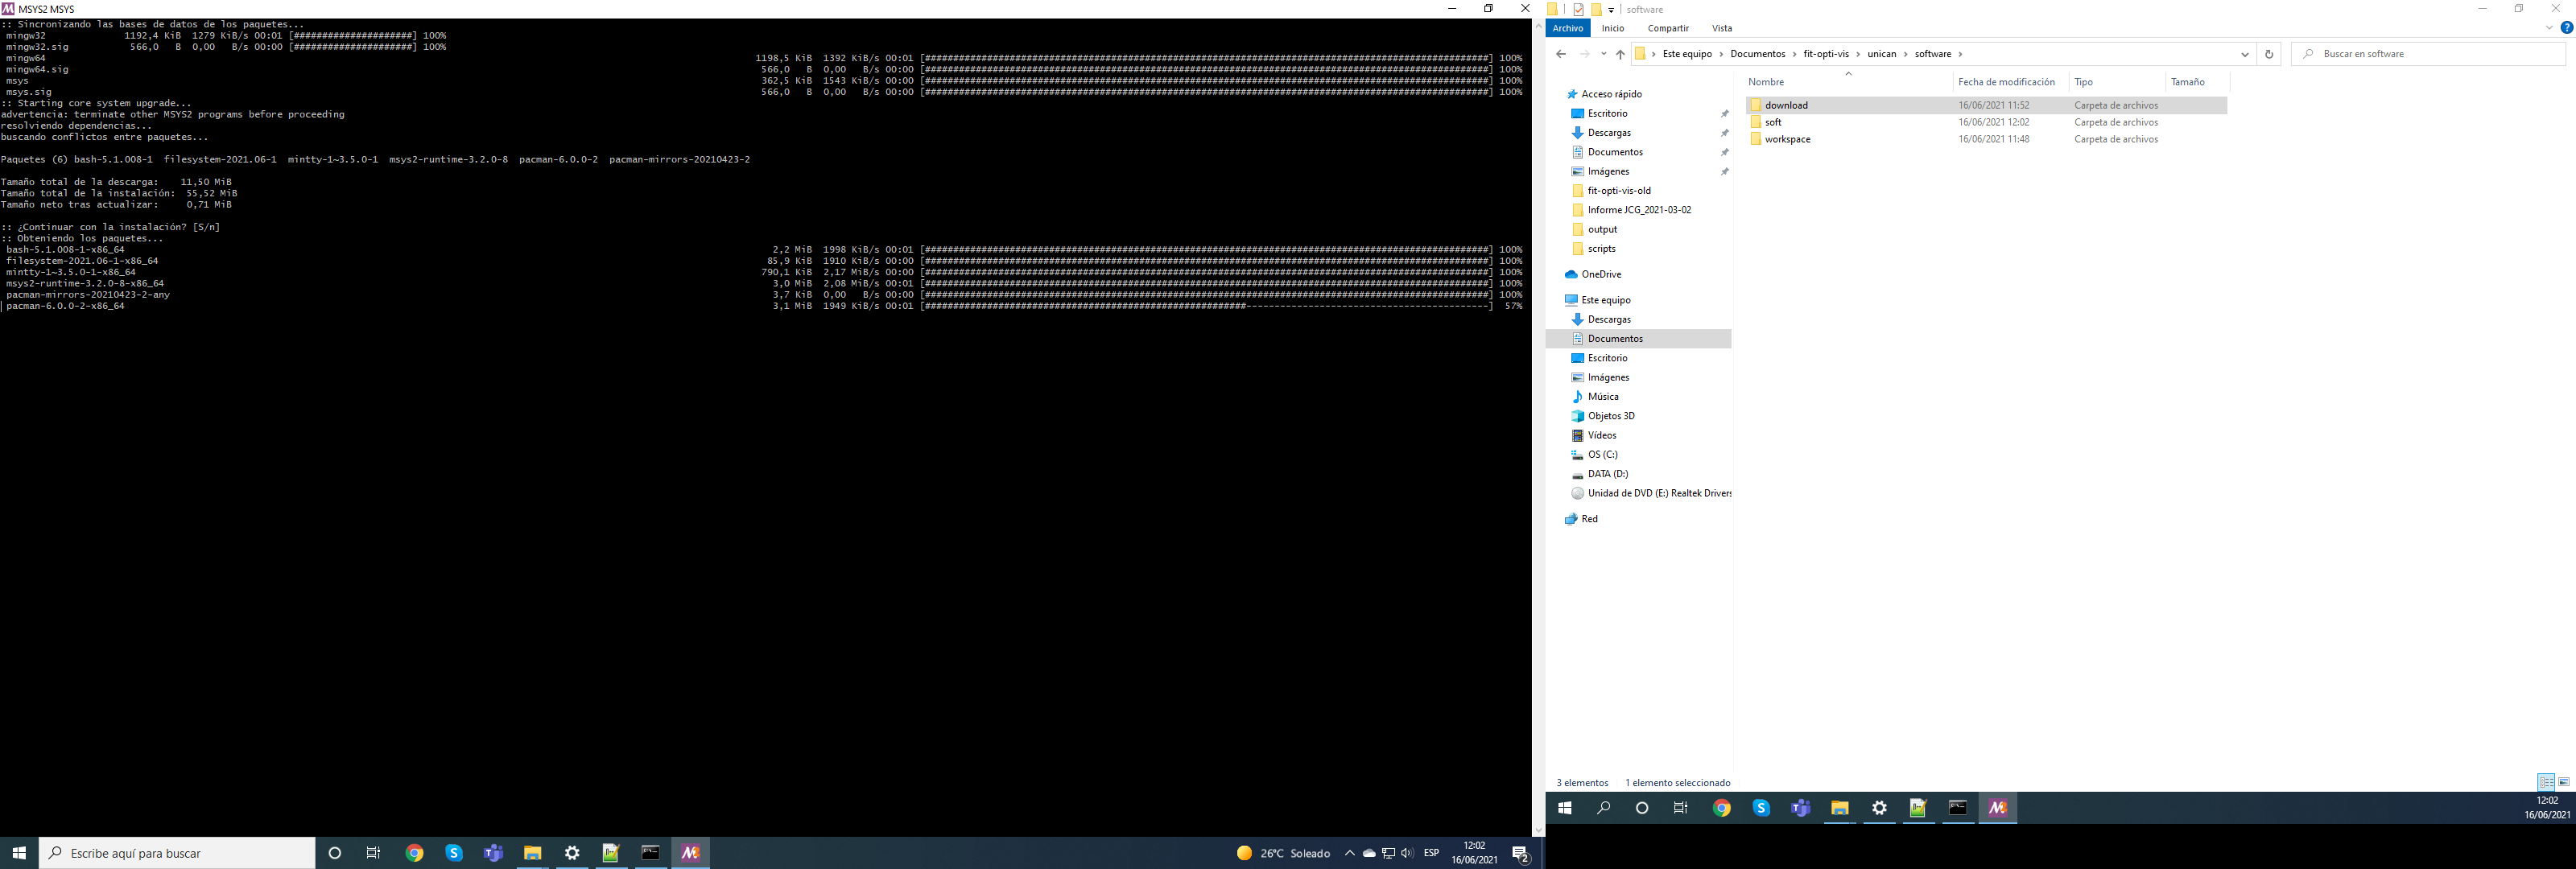 MSYS2 MSYS
:: Sincronizando las bases de datos de los paquetes...
mingw32 1192,4 KiB 1279 KiB/s 00:01 [#####################] 100%
mingw32.sig 566,0 B 0,00 B/s 00:00 [#####################] 100%
mingw64 1198,5 KiB 1392 KiB/s 00:01 [####################################################################################################] 100%
mingw64.sig 566,0 B 0,00 B/s 00:00 [####################################################################################################] 100%
msys 362,5 KiB 1543 KiB/s 00:00 [####################################################################################################] 100%
msys.sig 566,0 B 0,00 B/s 00:00 [####################################################################################################] 100%
:: Starting core system upgrade...
advertencia: terminate other MSYS2 programs before proceeding
resolviendo dependencias...
buscando conflictos entre paquetes...
Paquetes (6) bash-5.1.008-1 filesystem-2021.06-1 mintty-1~3.5.0-1 msys2-runtime-3.2.0-8 pacman-6.0.0-2 pacman-mirrors-20210423-2
Tamaño total de la descarga: 11,50 MiB
Tamaño total de la instalación: 55,52 MiB
Tamaño neto tras actualizar: 0,71 MiB
:: ¿Continuar con la instalación? [S/n]
:: Obteniendo los paquetes...
bash-5.1.008-1-x86_64 2,2 MiB 1998 KiB/s 00:01 [####################################################################################################] 100%
filesystem-2021.06-1-x86_64 85,9 KiB 1910 KiB/s 00:00 [####################################################################################################] 100%
mintty-1~3.5.0-1-x86_64 790,1 KiB 2,17 MiB/s 00:00 [####################################################################################################] 100%
msys2-runtime-3.2.0-8-x86_64 3,0 MiB 2,08 MiB/s 00:01 [####################################################################################################] 100%
pacman-mirrors-20210423-2-any 3,7 KiB 0,00 B/s 00:00 [####################################################################################################] 100%
pacman-6.0.0-2-x86_64 3,1 MiB 1949 KiB/s 00:01 [#########################################################-------------------------------------------] 57%
Escribe aquí para buscar
26°C Soleado
ESP
12:02
16/06/2021
2
software
Archivo Inicio Compartir Vista
Este equipo > Documentos > fit-opti-vis > unican > software >
Buscar en software
Nombre Fecha de modificación Tipo Tamaño
download 16/06/2021 11:52 Carpeta de archivos
soft 16/06/2021 12:02 Carpeta de archivos
workspace 16/06/2021 11:48 Carpeta de archivos
Acceso rápido
Escritorio
Descargas
Documentos
Imágenes
fit-opti-vis-old
Informe JCG_2021-03-02
output
scripts
OneDrive
Este equipo
Descargas
Documentos
Escritorio
Imágenes
Música
Objetos 3D
Vídeos
OS (C:)
DATA (D:)
Unidad de DVD (E:) Realtek Drivers
Red
3 elementos 1 elemento seleccionado
12:02
16/06/2021